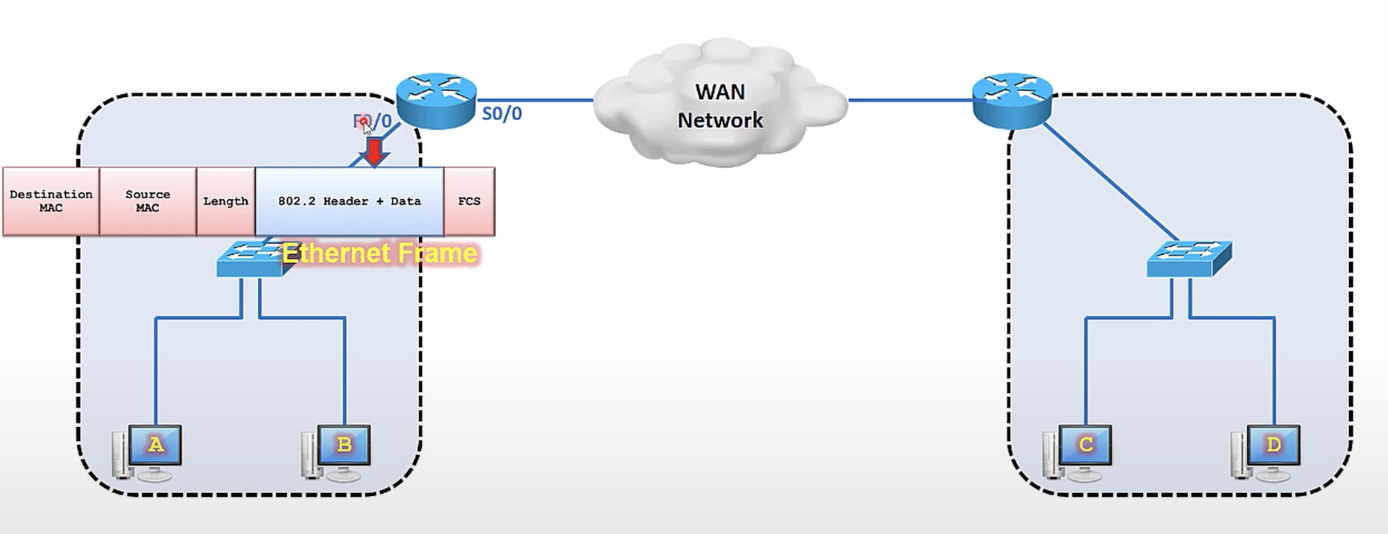 WAN
Network
F0/0
S0/0
Destination
MAC
Source
MAC
Length
802.2 Header + Data
FCS
Ethernet Frame
A
B
C
D